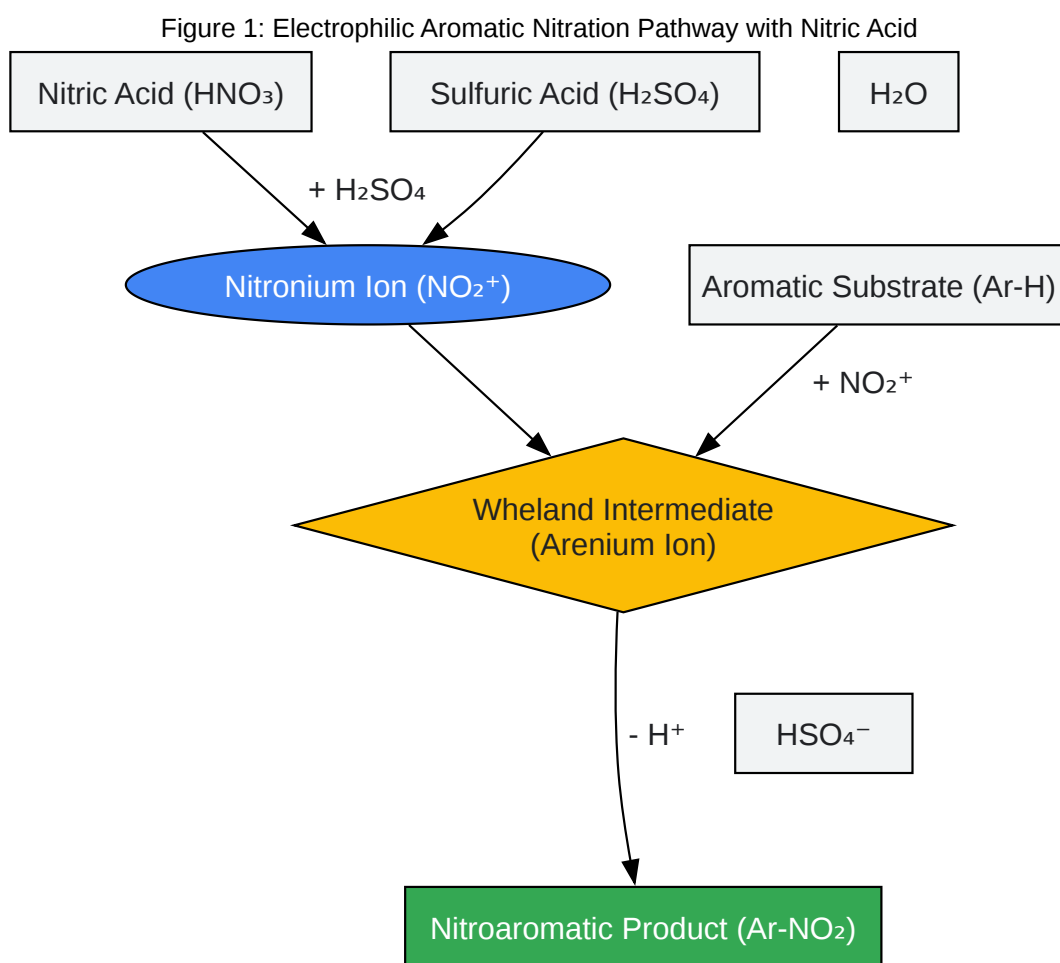 Figure 1: Electrophilic Aromatic Nitration Pathway with Nitric Acid
Nitric Acid (HNO₃)
Sulfuric Acid (H₂SO₄)
H₂O
+ H₂SO₄
Nitronium Ion (NO₂⁺)
Aromatic Substrate (Ar-H)
+ NO₂⁺
Wheland Intermediate
(Arenium Ion)
- H⁺
HSO₄⁻
Nitroaromatic Product (Ar-NO₂)